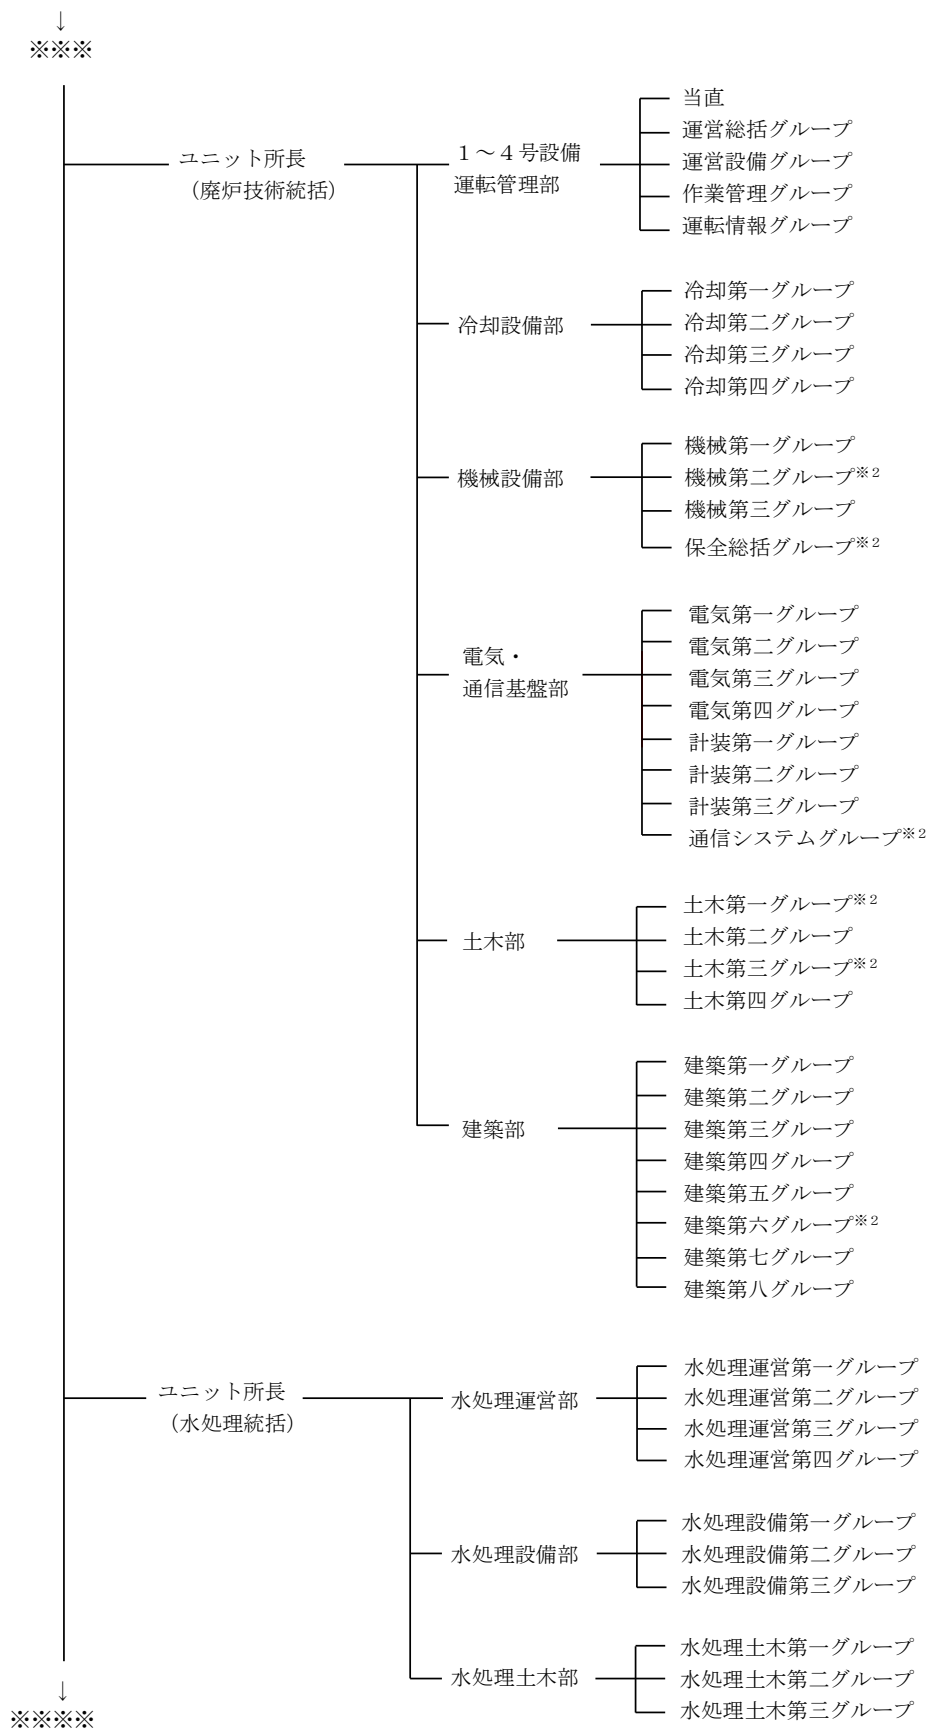 ↓
※※※
当直
運営総括グループ
ユニット所長
(廃炉技術統括)
1~4号設備
運転管理部
運営設備グループ
作業管理グループ
運転情報グループ
冷却設備部
冷却第一グループ
冷却第二グループ
冷却第三グループ
冷却第四グループ
機械設備部
機械第一グループ
機械第二グループ※2
機械第三グループ
保全総括グループ※2
電気・
通信基盤部
電気第一グループ
電気第二グループ
電気第三グループ
電気第四グループ
計装第一グループ
計装第二グループ
計装第三グループ
通信システムグループ※2
土木部
土木第一グループ※2
土木第二グループ
土木第三グループ※2
土木第四グループ
建築部
建築第一グループ
建築第二グループ
建築第三グループ
建築第四グループ
建築第五グループ
建築第六グループ※2
建築第七グループ
建築第八グループ
ユニット所長
(水処理統括)
水処理運営部
水処理運営第一グループ
水処理運営第二グループ
水処理運営第三グループ
水処理運営第四グループ
水処理設備部
水処理設備第一グループ
水処理設備第二グループ
水処理設備第三グループ
水処理土木部
水処理土木第一グループ
水処理土木第二グループ
水処理土木第三グループ
↓
※※※※